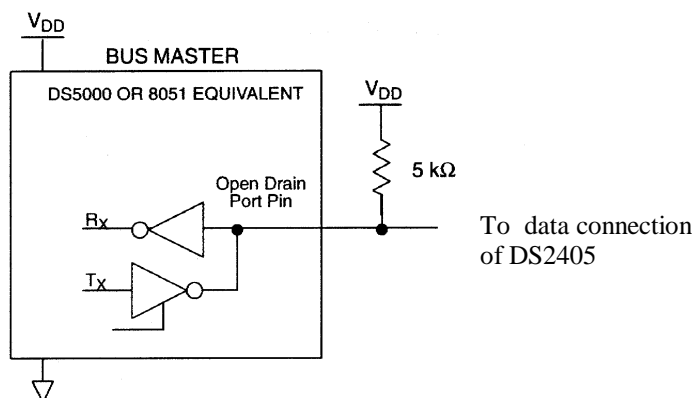 VDD
BUS MASTER
DS5000 OR 8051 EQUIVALENT
VDD
5 kΩ
Open Drain
Port Pin
RX
TX
To data connection
of DS2405